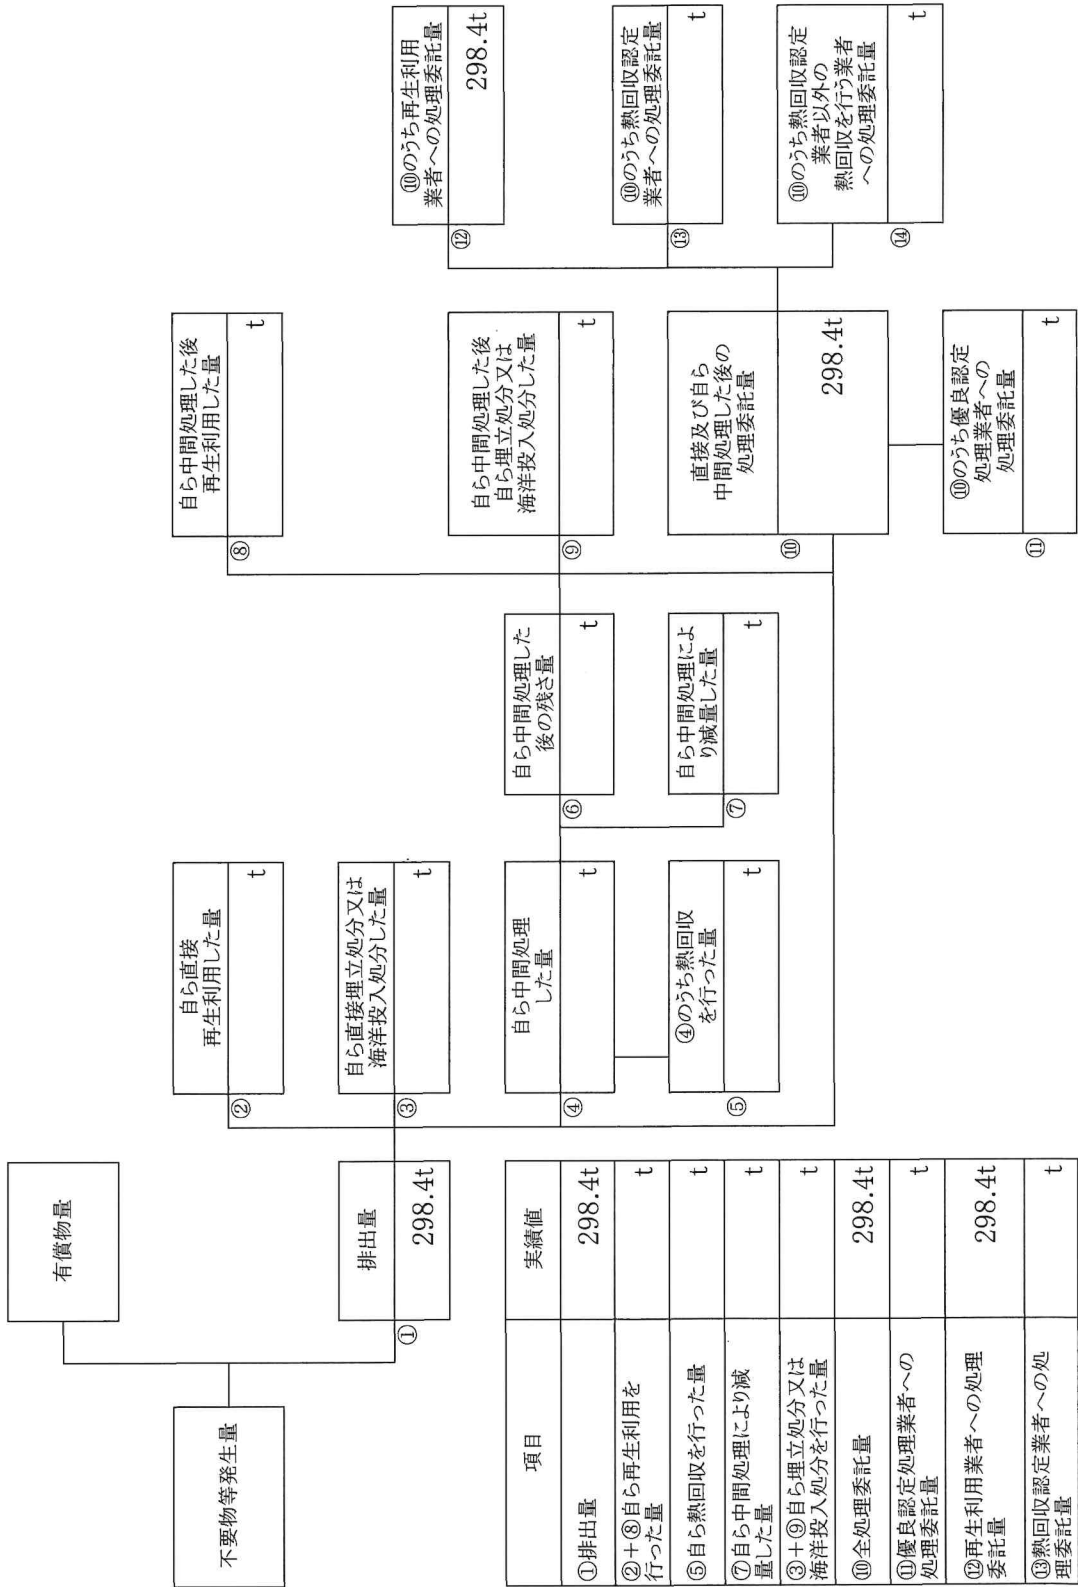 不要物等発生量
有償物量
排出量
①
298.4t
自ら直接
再生利用した量
②
t
自ら直接埋立処分又は
海洋投入処分した量
③
t
自ら中間処理
した量
④
t
④のうち熱回収
を行った量
⑤
t
自ら中間処理した
後の残さ量
⑥
t
自ら中間処理によ
り減量した量
⑦
t
自ら中間処理した後
再生利用した量
⑧
t
自ら中間処理した後
自ら埋立処分又は
海洋投入処分した量
⑨
t
直接及び自ら
中間処理した後の
処理委託量
⑩
298.4t
⑩のうち優良認定
処理業者への
処理委託量
⑪
t
⑩のうち再生利用
業者への処理委託量
⑫
298.4t
⑩のうち熱回収認定
業者への処理委託量
⑬
t
⑩のうち熱回収認定
業者以外の
熱回収を行う業者
への処理委託量
⑭
t
項目 実績値
①排出量 298.4t
②+⑧自ら再生利用を
行った量 t
⑤自ら熱回収を行った量 t
⑦自ら中間処理により減
量した量 t
③+⑨自ら埋立処分又は
海洋投入処分を行った量 t
⑩全処理委託量 298.4t
⑪優良認定処理業者への
処理委託量 t
⑫再生利用業者への処理
委託量 298.4t
⑬熱回収認定業者への処
理委託量 t